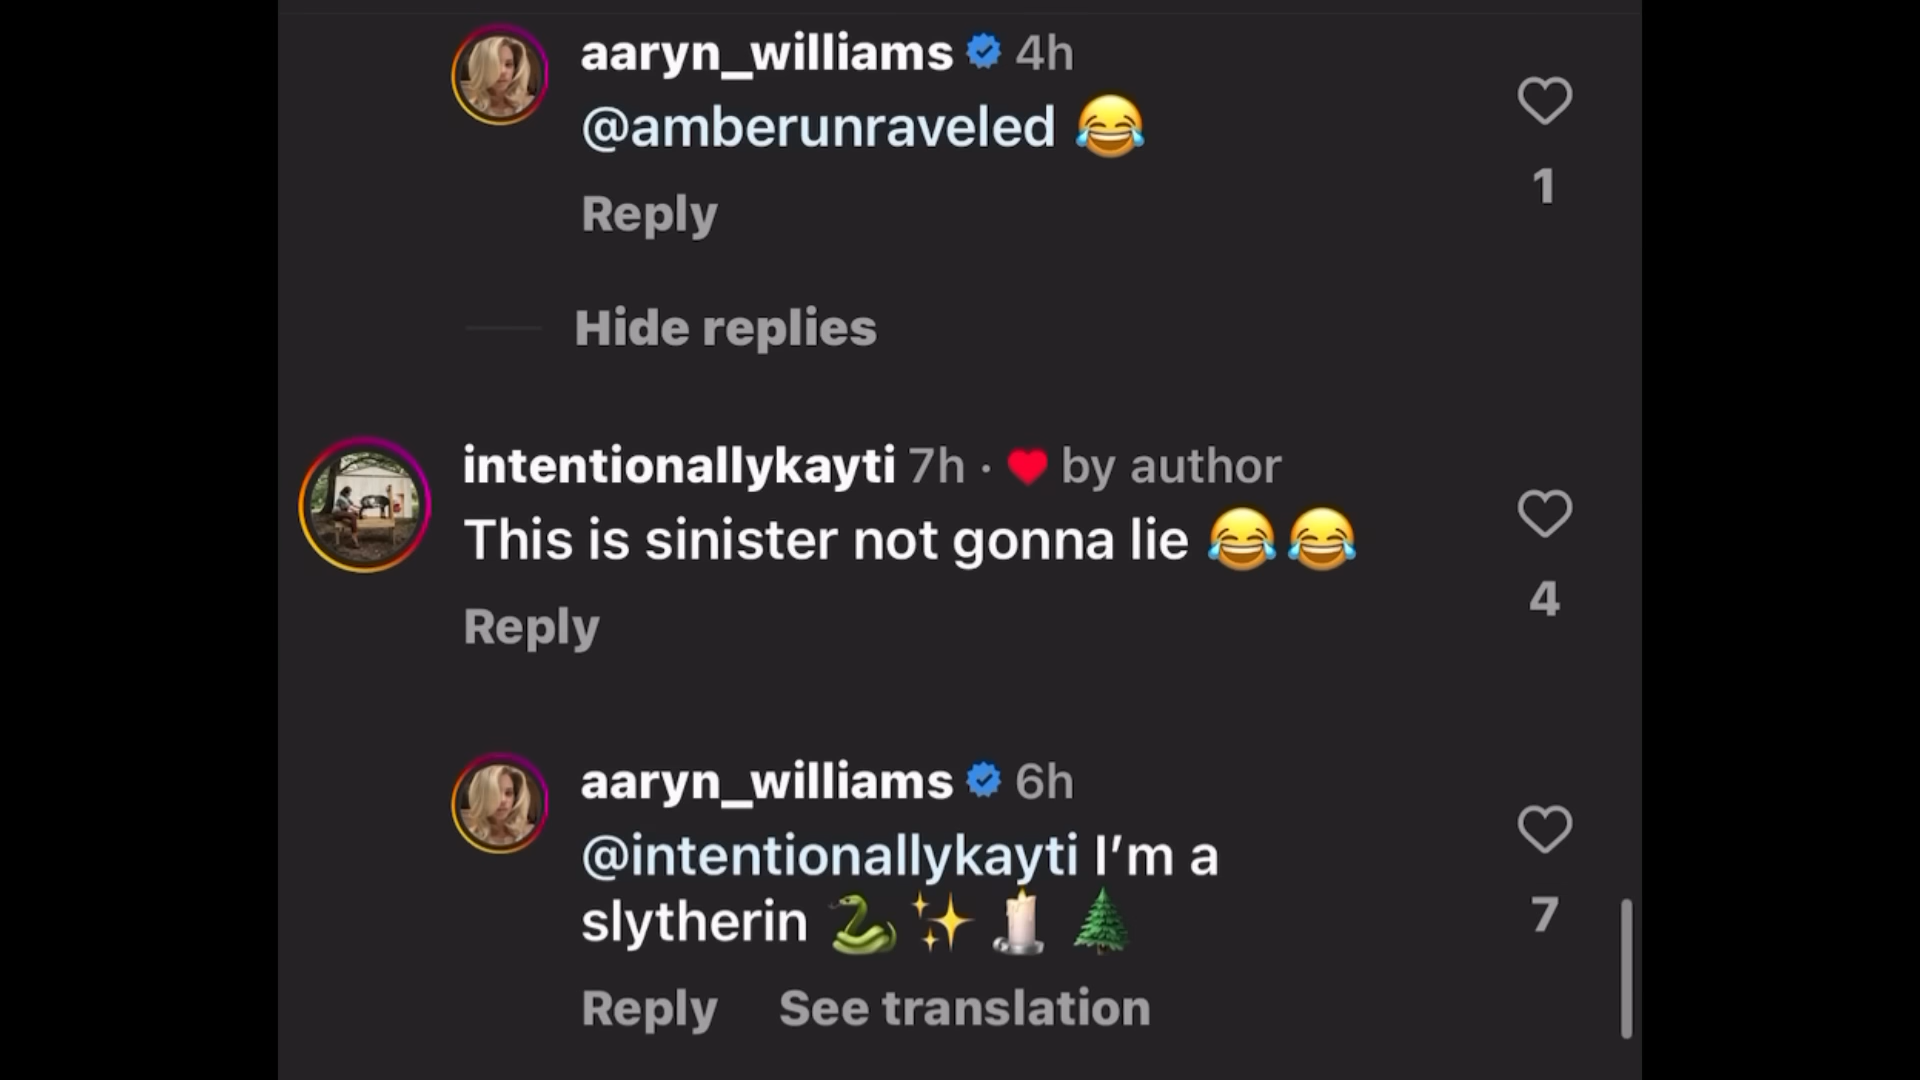 aaryn_williams 4h
@amberunraveled 😂
1
Reply
Hide replies
intentionallykayti 7h · ❤️ by author
This is sinister not gonna lie 😂😂
4
Reply
aaryn_williams 6h
@intentionallykayti I’m a
slytherin 🐍✨🕯️🌲
7
Reply See translation